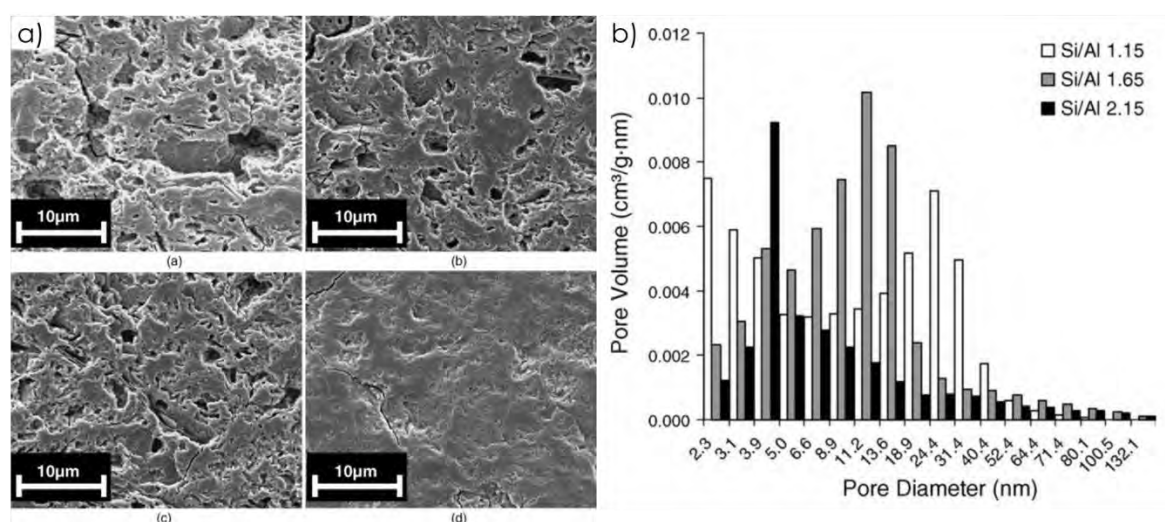 a)
10µm
10µm
(a)
(b)
10µm
10µm
(c)
(d)
b)
Pore Volume (cm³/g·nm)
0.012
0.010
0.008
0.006
0.004
0.002
0.000
Si/Al 1.15
Si/Al 1.65
Si/Al 2.15
2.3 3.1 3.9 5.0 6.6 8.9 11.2 13.6 18.9 24.4 31.4 40.4 52.4 64.4 71.4 80.1 100.5 132.1
Pore Diameter (nm)